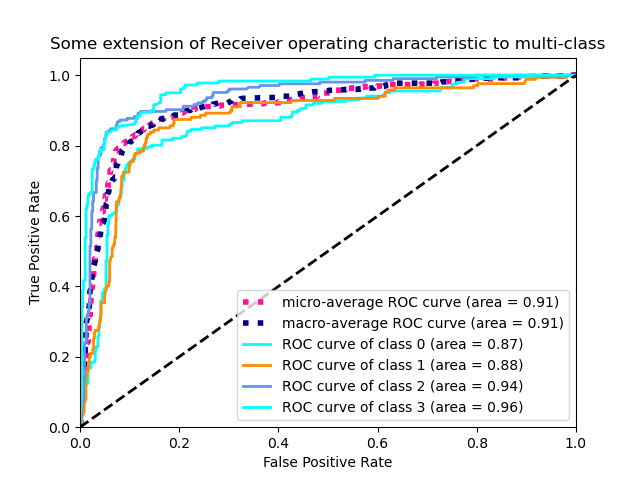 Some extension of Receiver operating characteristic to multi-class
True Positive Rate
1.0
0.8
0.6
0.4
0.2
0.0
micro-average ROC curve (area = 0.91)
macro-average ROC curve (area = 0.91)
ROC curve of class 0 (area = 0.87)
ROC curve of class 1 (area = 0.88)
ROC curve of class 2 (area = 0.94)
ROC curve of class 3 (area = 0.96)
0.0 0.2 0.4 0.6 0.8 1.0
False Positive Rate